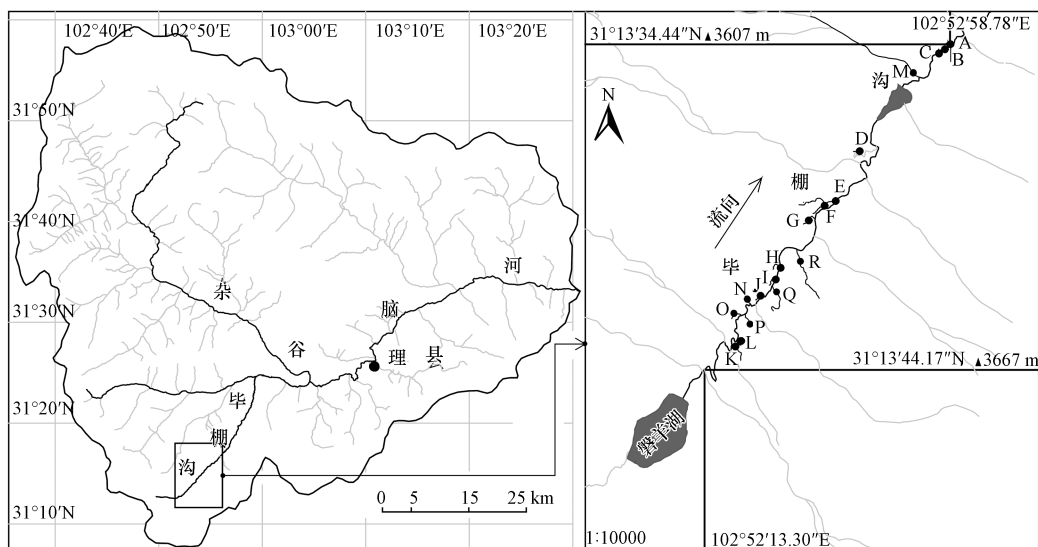 102°40′E 102°50′E 103°00′E 103°10′E 103°20′E
31°50′N
31°40′N
31°30′N
31°20′N
31°10′N
杂
谷
脑
河
理 县
毕
棚
沟
0 5 15 25 km
102°52′58.78″E
31°13′34.44″N ▲3607 m
A
B
C
M
沟
N
D
棚
E
F
G
流向
毕
H
R
I
J
Q
N
O
P
L
K
31°13′44.17″N ▲3667 m
磐羊湖
1:10000
102°52′13.30″E